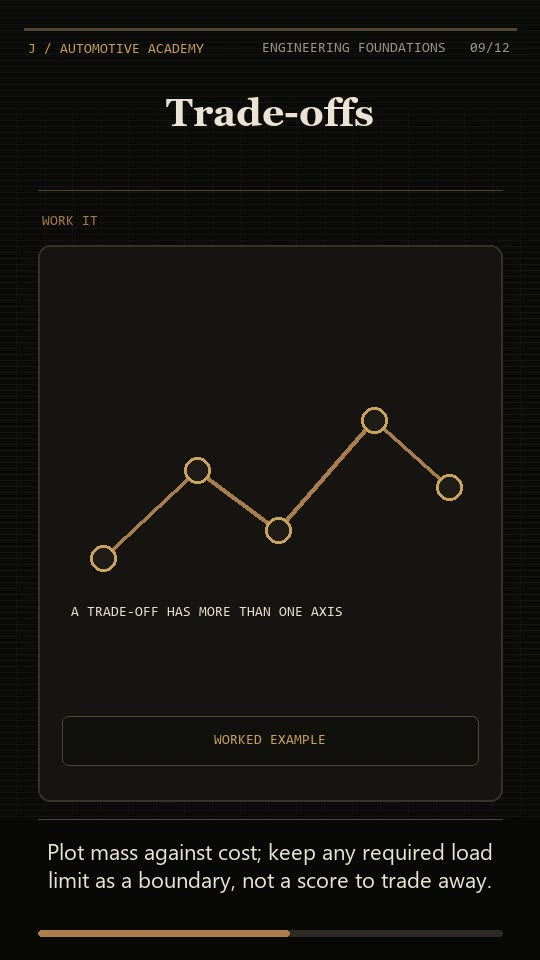 J / AUTOMOTIVE ACADEMY
ENGINEERING FOUNDATIONS 09/12
Trade-offs
WORK IT
A TRADE-OFF HAS MORE THAN ONE AXIS
WORKED EXAMPLE
Plot mass against cost; keep any required load
limit as a boundary, not a score to trade away.